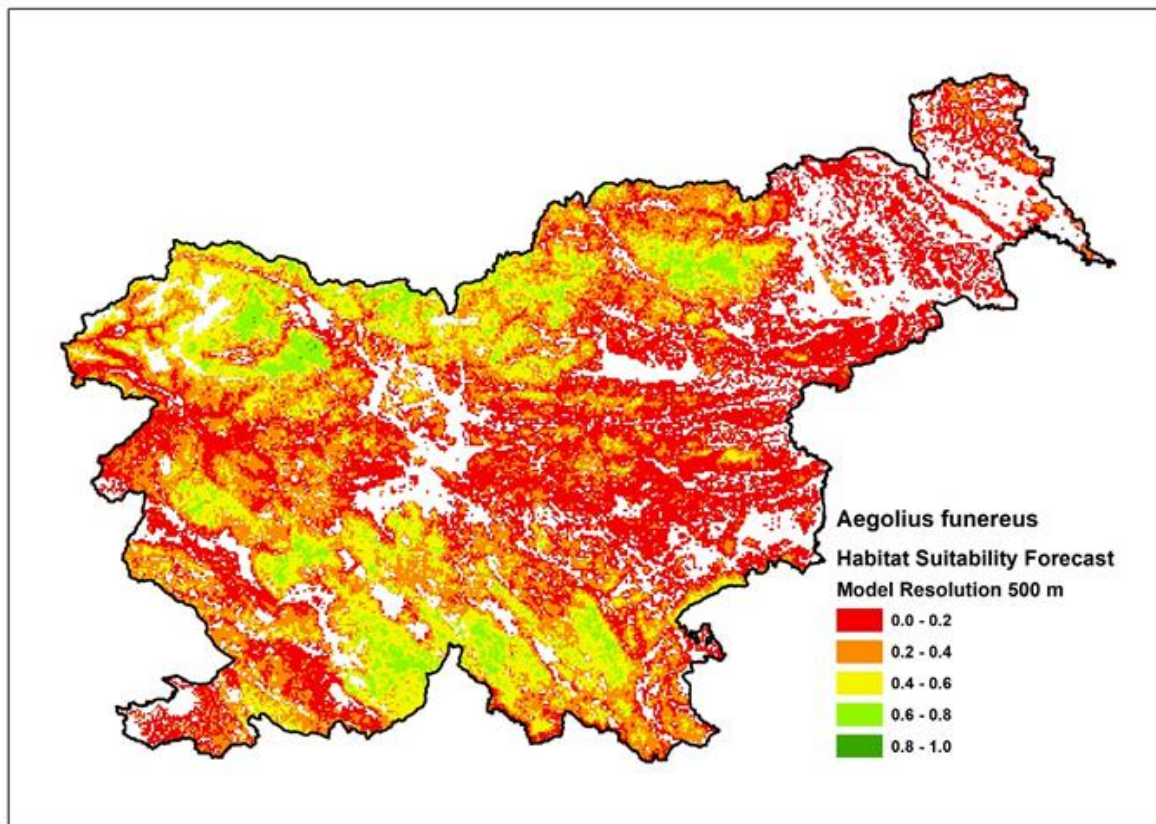 Aegolius funereus
Habitat Suitability Forecast
Model Resolution 500 m
0.0 - 0.2
0.2 - 0.4
0.4 - 0.6
0.6 - 0.8
0.8 - 1.0